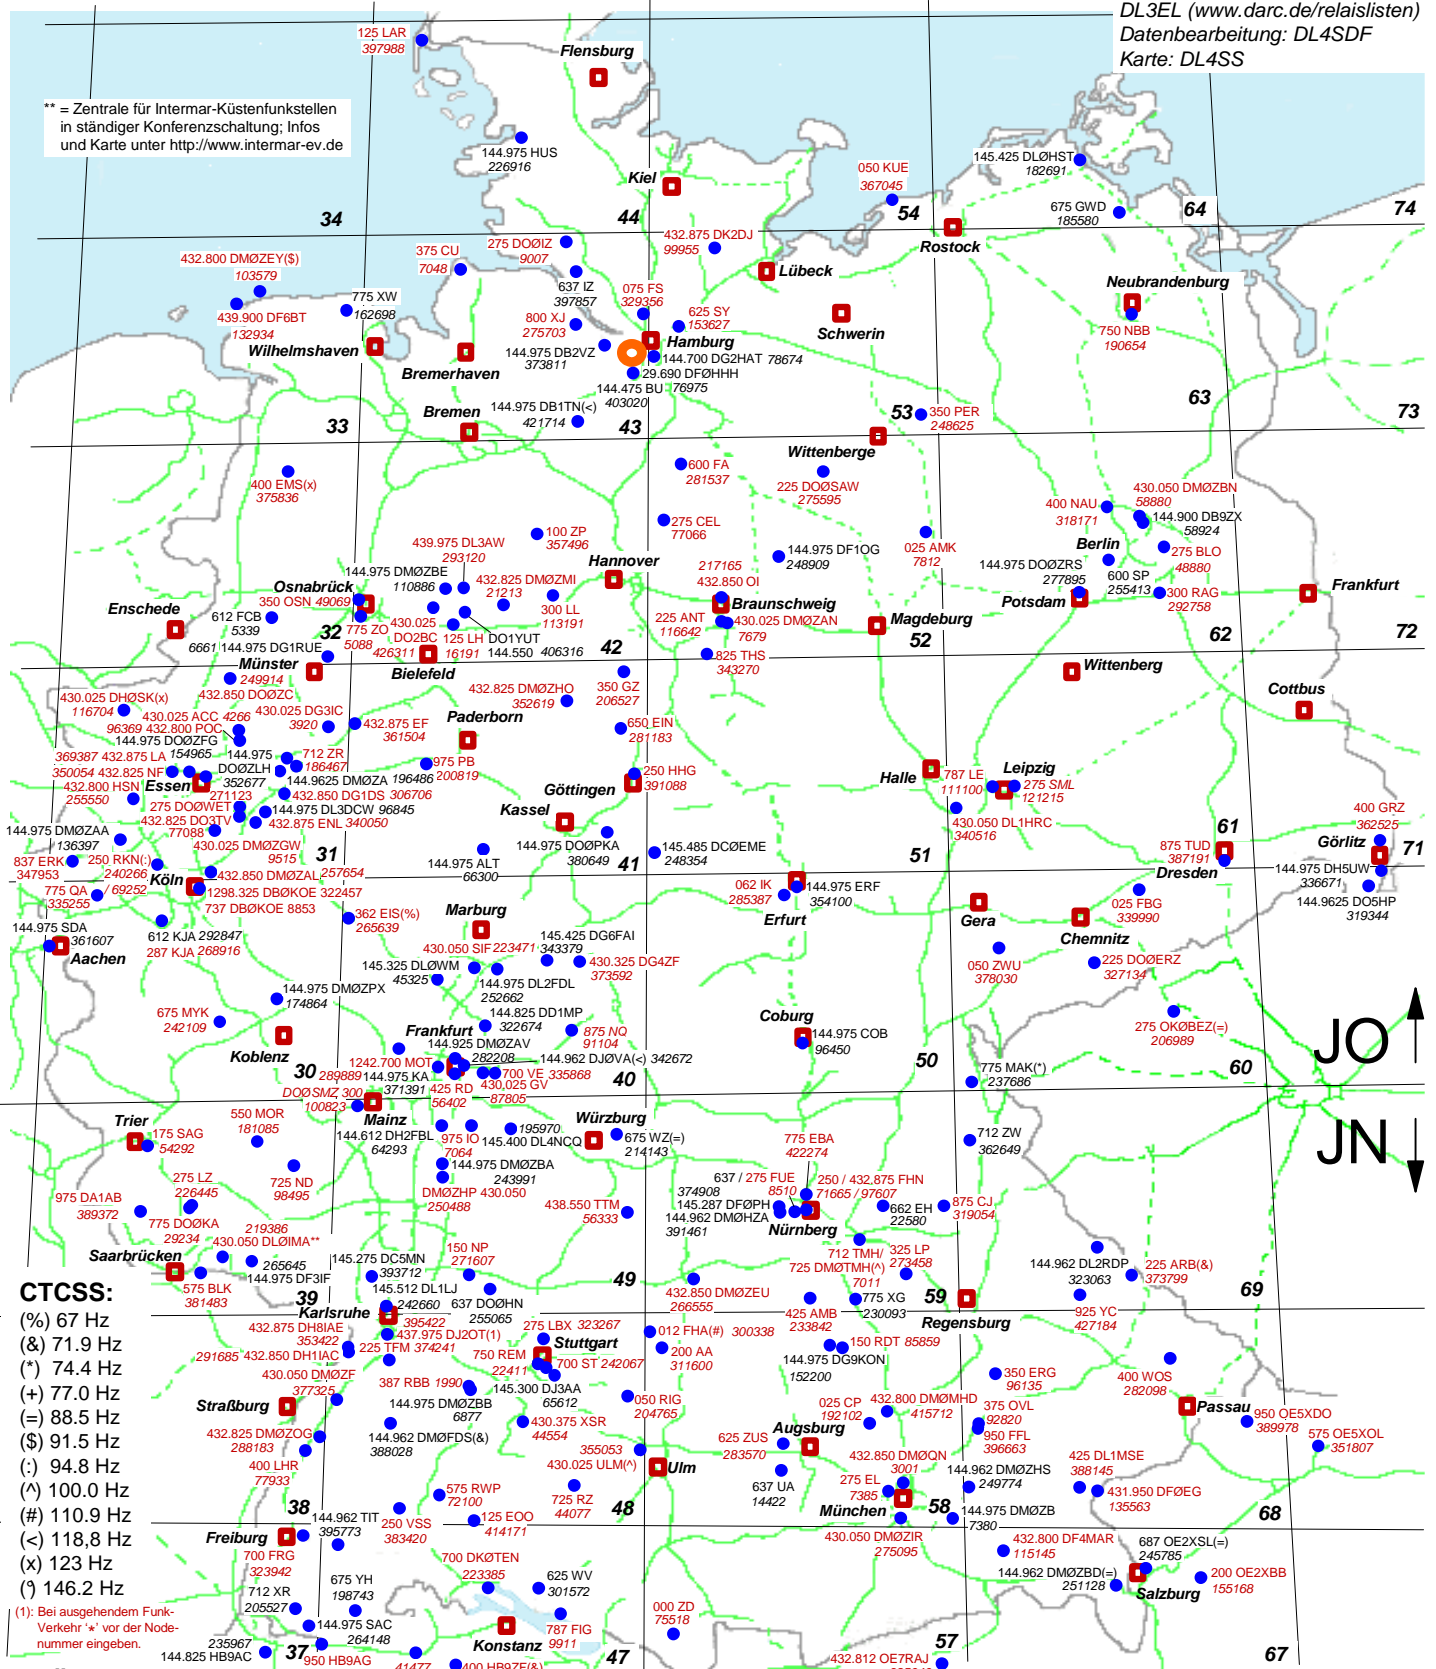 DL3EL (www.darc.de/relaislisten)
Datenbearbeitung: DL4SDF
Karte: DL4SS
125 LAR
397988
Flensburg
** = Zentrale für Intermar-Küstenfunkstellen
in ständiger Konferenzschaltung; Infos
und Karte unter http://www.intermar-ev.de
144.975 HUS
226916
Kiel
050 KUE
367045
145.425 DLØHST
182691
675 GWD
185580
34
44
54
64
74
Rostock
432.800 DMØZEY($)
103579
439.900 DF6BT
132934
775 XW
162698
375 CU
7048
275 DOØIZ
9007
637 IZ
397857
432.875 DK2DJ
99955
Lübeck
075 FS
329356
625 SY
153627
800 XJ
275703
Schwerin
Neubrandenburg
750 NBB
190654
Wilhelmshaven
Bremerhaven
144.975 DB2VZ
373811
Hamburg
144.700 DG2HAT 78674
29.690 DFØHHH
144.475 BU 76975
403020
Bremen
144.975 DB1TN(<)
421714
33
43
53
63
73
350 PER
248625
Wittenberge
400 EMS(x)
375836
600 FA
281537
225 DOØSAW
275595
275 CEL
77066
100 ZP
357496
439.975 DL3AW
293120
025 AMK
7812
400 NAU
318171
430.050 DMØZBN
58880
144.900 DB9ZX
58924
Berlin
275 BLO
48880
144.975 DF1OG
248909
144.975 DOØZRS
277895
600 SP
255413
300 RAG
292758
Potsdam
Frankfurt
Hannover
217165
432.850 OI
Braunschweig
225 ANT
116642
430.025 DMØZAN
7679
Magdeburg
Osnabrück
144.975 DMØZBE
110886
432.825 DMØZMI
21213
300 LL
113191
350 OSN 49069
Enschede
612 FCB
5339
775 ZO
5088
430.025
DO2BC
426311
125 LH
16191
DO1YUT
144.550 406316
32
42
52
62
72
6661 144.975 DG1RUE
Münster
249914
432.850 DOØZC
Bielefeld
825 THS
343270
Wittenberg
Cottbus
430.025 DHØSK(x)
116704
430.025 ACC 4266
96369 432.800 POC
144.975 DOØZFG
154965
430.025 DG3IC
3920
432.875 EF
361504
Paderborn
432.825 DMØZHO
352619
350 GZ
206527
650 EIN
281183
369387 432.875 LA
350054 432.825 NF
144.975
DOØZLH
352677
712 ZR
186467
144.9625 DMØZA 196486
975 PB
200819
250 HHG
391088
Göttingen
Halle
787 LE
111100
Leipzig
275 SML
121215
430.050 DL1HRC
340516
432.800 HSN
255550
Essen
271123
275 DOØWET
432.825 DO3TV
77088
432.850 DG1DS 306706
144.975 DL3DCW 96845
432.875 ENL 340050
430.025 DMØZGW
9515
Kassel
144.975 DOØPKA
380649
145.485 DCØEME
248354
144.975 DMØZAA
136397
837 ERK
347953
250 RKN(:)
240266
/ 69252
432.850 DMØZAL 257654
Köln
1298.325 DBØKOE 322457
737 DBØKOE 8853
775 QA
335255
31
41
51
61
71
144.975 ALT
66300
062 IK
285387
144.975 ERF
354100
Erfurt
875 TUD
387191
Dresden
400 GRZ
362525
Görlitz
144.975 DH5UW
336671
144.9625 DO5HP
319344
Gera
025 FBG
339990
Chemnitz
225 DOØERZ
327134
050 ZWU
378030
144.975 SDA
361607
Aachen
612 KJA 292847
287 KJA 268916
362 EIS(%)
265639
Marburg
430.050 SIF 223471
145.425 DG6FAI
343379
430.325 DG4ZF
373592
145.325 DLØWM
45325
144.975 DL2FDL
252662
144.975 DMØZPX
174864
675 MYK
242109
Koblenz
144.825 DD1MP
322674
875 NQ
91104
Frankfurt
144.925 DMØZAV
282208
144.962 DJØVA(<) 342672
1242.700 MOT
289889
144.975 KA
371391
700 VE 335868
425 RD
56402
430.025 GV
87805
Coburg
144.975 COB
96450
275 OKØBEZ(=)
206989
JO
775 MAK(*)
237686
30
40
50
60
DOØSMZ 300
100823
Mainz
Trier
175 SAG
54292
550 MOR
181085
725 ND
98495
144.612 DH2FBL
64293
975 IO
7064
195970
145.400 DL4NCQ
Würzburg
675 WZ(=)
214143
775 EBA
422274
712 ZW
362649
JN
144.975 DMØZBA
243991
DMØZHP 430.050
250488
275 LZ
226445
975 DA1AB
389372
775 DOØKA
29234
438.550 TTM
56333
637 / 275 FUE
374908 8510
145.287 DFØPH
144.962 DMØHZA
391461
250 / 432.875 FHN
71665 / 97607
Nürnberg
662 EH
22580
875 CJ
319054
712 TMH/
725 DMØTMH(^)
7011
325 LP
273458
144.962 DL2RDP
323063
225 ARB(&)
373799
925 YC
427184
Saarbrücken
219386
430.050 DLØIMA**
265645
144.975 DF3IF
575 BLK
381483
145.275 DC5MN
393712
150 NP
271607
145.512 DL1LJ
242660
637 DOØHN
255065
432.850 DMØZEU
266555
425 AMB
233842
775 XG
230093
39
49
59
69
Regensburg
CTCSS:
(%) 67 Hz
(&) 71.9 Hz
(*) 74.4 Hz
(+) 77.0 Hz
(=) 88.5 Hz
($) 91.5 Hz
(:) 94.8 Hz
(^) 100.0 Hz
(#) 110.9 Hz
(<) 118,8 Hz
(x) 123 Hz
(°) 146.2 Hz
(1): Bei ausgehendem Funk-
Verkehr '*' vor der Node-
nummer eingeben.
Karlsruhe
395422
432.875 DH8IAE
353422
437.975 DJ2OT(1)
374241
291685 432.850 DH1IAC
225 TFM
275 LBX 323267
Stuttgart
750 REM
22411
700 ST 242067
012 FHA(#) 300338
200 AA
311600
150 RDT 85859
144.975 DG9KON
152200
430.050 DMØZF
377325
387 RBB 1990
145.300 DJ3AA
65612
050 RIG
204765
350 ERG
96135
400 WOS
282098
Straßburg
144.975 DMØZBB
6877
144.962 DMØFDS(&)
388028
430.375 XSR
44554
432.825 DMØZOG
288183
400 LHR
77933
355053
430.025 ULM(^)
Ulm
025 CP
192102
432.800 DMØMHD
415712
Augsburg
625 ZUS
283570
637 UA
14422
375 OVL
92820
950 FFL
396663
Passau
950 OE5XDO
389978
575 OE5XOL
351807
432.850 DMØQN
3001
275 EL
7385
München
144.962 DMØZHS
249774
144.975 DMØZB
7380
425 DL1MSE
388145
431.950 DFØEG
135563
38
48
58
68
575 RWP
72100
725 RZ
44077
144.962 TIT
395773
250 VSS
383420
125 EOO
414171
Freiburg
700 FRG
323942
430.050 DMØZIR
275095
432.800 DF4MAR
115145
687 OE2XSL(=)
245785
144.962 DMØZBD(=)
251128
200 OE2XBB
155168
Salzburg
712 XR
205527
675 YH
198743
700 DKØTEN
223385
625 WV
301572
144.975 SAC
264148
000 ZD
75518
787 FIG
9911
Konstanz
235967
144.825 HB9AC
37
47
57
67
950 HB9AG
41477
400 HB9ZF(&)
432.812 OE7RAJ